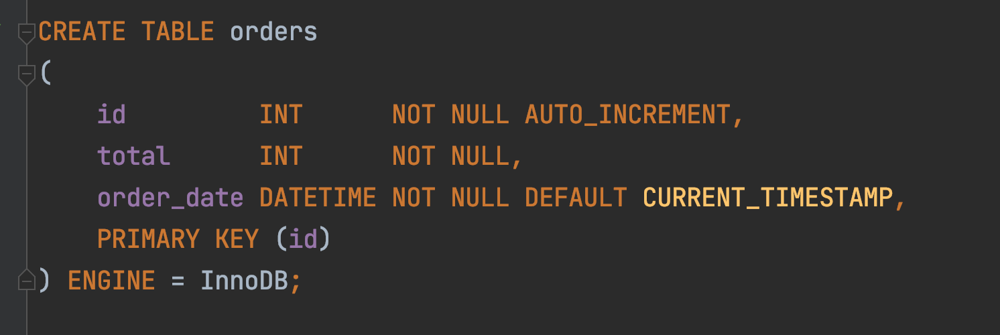 CREATE TABLE orders
(
    id         INT      NOT NULL AUTO_INCREMENT,
    total      INT      NOT NULL,
    order_date DATETIME NOT NULL DEFAULT CURRENT_TIMESTAMP,
    PRIMARY KEY (id)
) ENGINE = InnoDB;